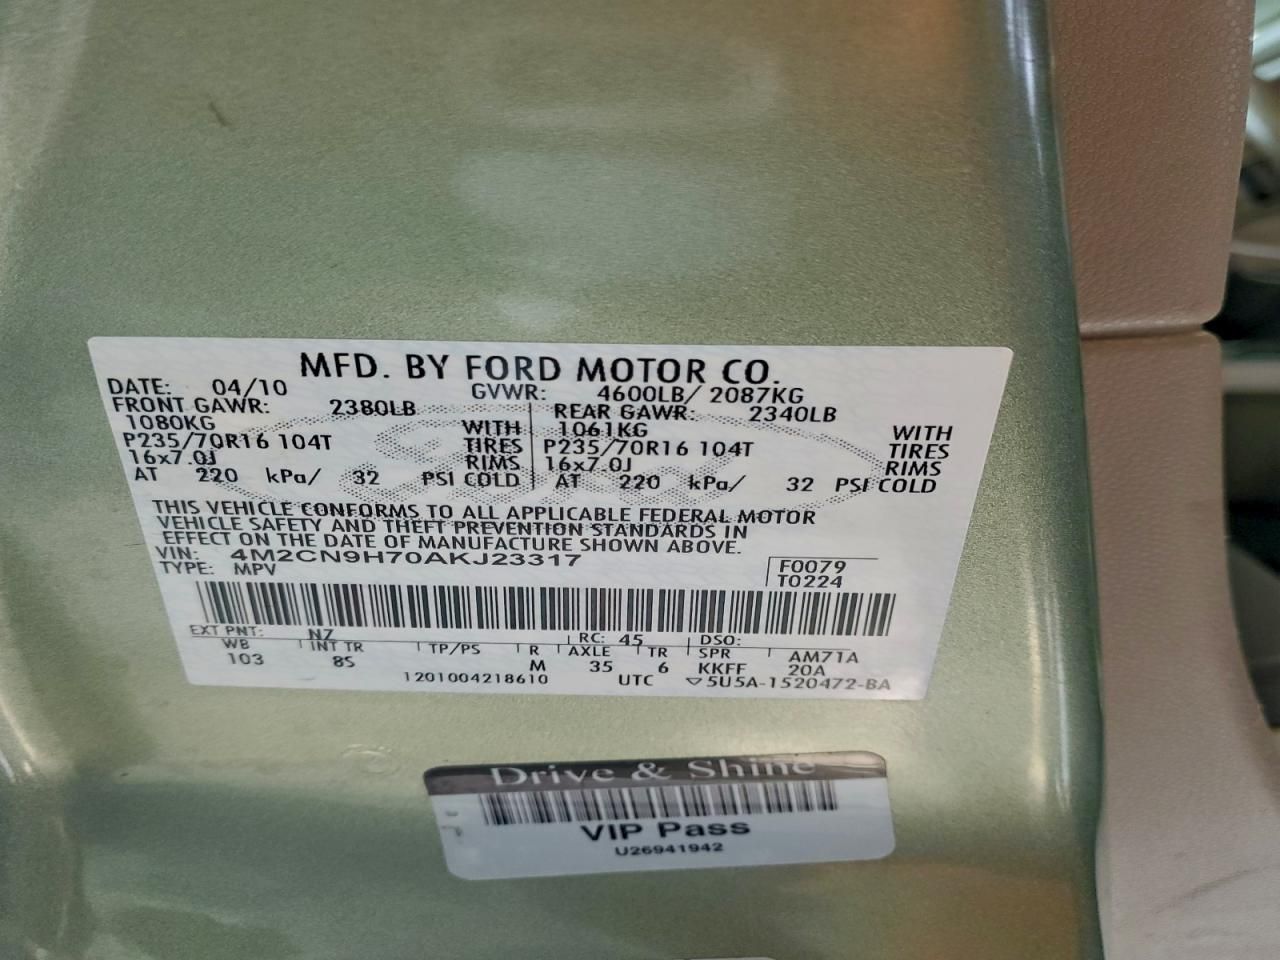 MFD. BY FORD MOTOR CO.
DATE: 04/10 GVWR: 4600LB/ 2087KG
FRONT GAWR: 2380LB REAR GAWR: 2340LB
1080KG WITH 1061KG WITH
P235/70R16 104T TIRES P235/70R16 104T TIRES
16x7.0J RIMS 16x7.0J RIMS
AT 220 kPa/ 32 PSI COLD AT 220 kPa/ 32 PSI COLD
THIS VEHICLE CONFORMS TO ALL APPLICABLE FEDERAL MOTOR
VEHICLE SAFETY AND THEFT PREVENTION STANDARDS IN
EFFECT ON THE DATE OF MANUFACTURE SHOWN ABOVE.
VIN: 4M2CN9H70AKJ23317
TYPE: MPV
F0079
T0224
EXT PNT: NZ RC: 45 DSO:
WB INT TR TP/PS R AXLE TR SPR AM71A
103 8S M 35 6 KKFF 20A
1201004218610 UTC ▽5U5A-1520472-BA
Drive & Shine
VIP Pass
U26941942